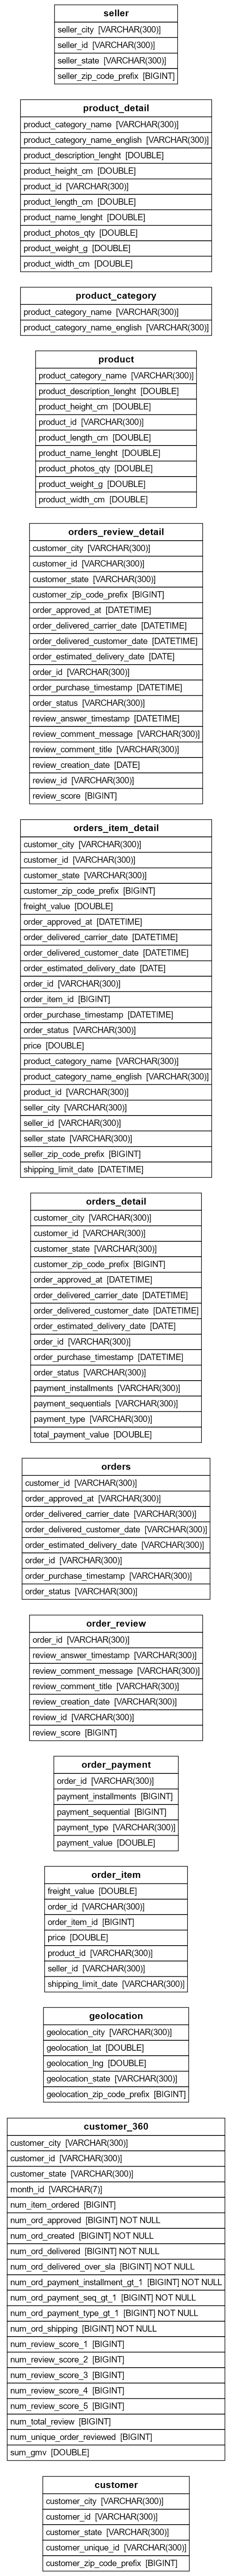 seller
seller_city [VARCHAR(300)]
seller_id [VARCHAR(300)]
seller_state [VARCHAR(300)]
seller_zip_code_prefix [BIGINT]
product_detail
product_category_name [VARCHAR(300)]
product_category_name_english [VARCHAR(300)]
product_description_lenght [DOUBLE]
product_height_cm [DOUBLE]
product_id [VARCHAR(300)]
product_length_cm [DOUBLE]
product_name_lenght [DOUBLE]
product_photos_qty [DOUBLE]
product_weight_g [DOUBLE]
product_width_cm [DOUBLE]
product_category
product_category_name [VARCHAR(300)]
product_category_name_english [VARCHAR(300)]
product
product_category_name [VARCHAR(300)]
product_description_lenght [DOUBLE]
product_height_cm [DOUBLE]
product_id [VARCHAR(300)]
product_length_cm [DOUBLE]
product_name_lenght [DOUBLE]
product_photos_qty [DOUBLE]
product_weight_g [DOUBLE]
product_width_cm [DOUBLE]
orders_review_detail
customer_city [VARCHAR(300)]
customer_id [VARCHAR(300)]
customer_state [VARCHAR(300)]
customer_zip_code_prefix [BIGINT]
order_approved_at [DATETIME]
order_delivered_carrier_date [DATETIME]
order_delivered_customer_date [DATETIME]
order_estimated_delivery_date [DATE]
order_id [VARCHAR(300)]
order_purchase_timestamp [DATETIME]
order_status [VARCHAR(300)]
review_answer_timestamp [DATETIME]
review_comment_message [VARCHAR(300)]
review_comment_title [VARCHAR(300)]
review_creation_date [DATE]
review_id [VARCHAR(300)]
review_score [BIGINT]
orders_item_detail
customer_city [VARCHAR(300)]
customer_id [VARCHAR(300)]
customer_state [VARCHAR(300)]
customer_zip_code_prefix [BIGINT]
freight_value [DOUBLE]
order_approved_at [DATETIME]
order_delivered_carrier_date [DATETIME]
order_delivered_customer_date [DATETIME]
order_estimated_delivery_date [DATE]
order_id [VARCHAR(300)]
order_item_id [BIGINT]
order_purchase_timestamp [DATETIME]
order_status [VARCHAR(300)]
price [DOUBLE]
product_category_name [VARCHAR(300)]
product_category_name_english [VARCHAR(300)]
product_id [VARCHAR(300)]
seller_city [VARCHAR(300)]
seller_id [VARCHAR(300)]
seller_state [VARCHAR(300)]
seller_zip_code_prefix [BIGINT]
shipping_limit_date [DATETIME]
orders_detail
customer_city [VARCHAR(300)]
customer_id [VARCHAR(300)]
customer_state [VARCHAR(300)]
customer_zip_code_prefix [BIGINT]
order_approved_at [DATETIME]
order_delivered_carrier_date [DATETIME]
order_delivered_customer_date [DATETIME]
order_estimated_delivery_date [DATE]
order_id [VARCHAR(300)]
order_purchase_timestamp [DATETIME]
order_status [VARCHAR(300)]
payment_installments [VARCHAR(300)]
payment_sequentials [VARCHAR(300)]
payment_type [VARCHAR(300)]
total_payment_value [DOUBLE]
orders
customer_id [VARCHAR(300)]
order_approved_at [VARCHAR(300)]
order_delivered_carrier_date [VARCHAR(300)]
order_delivered_customer_date [VARCHAR(300)]
order_estimated_delivery_date [VARCHAR(300)]
order_id [VARCHAR(300)]
order_purchase_timestamp [VARCHAR(300)]
order_status [VARCHAR(300)]
order_review
order_id [VARCHAR(300)]
review_answer_timestamp [VARCHAR(300)]
review_comment_message [VARCHAR(300)]
review_comment_title [VARCHAR(300)]
review_creation_date [VARCHAR(300)]
review_id [VARCHAR(300)]
review_score [BIGINT]
order_payment
order_id [VARCHAR(300)]
payment_installments [BIGINT]
payment_sequential [BIGINT]
payment_type [VARCHAR(300)]
payment_value [DOUBLE]
order_item
freight_value [DOUBLE]
order_id [VARCHAR(300)]
order_item_id [BIGINT]
price [DOUBLE]
product_id [VARCHAR(300)]
seller_id [VARCHAR(300)]
shipping_limit_date [VARCHAR(300)]
geolocation
geolocation_city [VARCHAR(300)]
geolocation_lat [DOUBLE]
geolocation_lng [DOUBLE]
geolocation_state [VARCHAR(300)]
geolocation_zip_code_prefix [BIGINT]
customer_360
customer_city [VARCHAR(300)]
customer_id [VARCHAR(300)]
customer_state [VARCHAR(300)]
month_id [VARCHAR(7)]
num_item_ordered [BIGINT]
num_ord_approved [BIGINT] NOT NULL
num_ord_created [BIGINT] NOT NULL
num_ord_delivered [BIGINT] NOT NULL
num_ord_delivered_over_sla [BIGINT] NOT NULL
num_ord_payment_installment_gt_1 [BIGINT] NOT NULL
num_ord_payment_seq_gt_1 [BIGINT] NOT NULL
num_ord_payment_type_gt_1 [BIGINT] NOT NULL
num_ord_shipping [BIGINT] NOT NULL
num_review_score_1 [BIGINT]
num_review_score_2 [BIGINT]
num_review_score_3 [BIGINT]
num_review_score_4 [BIGINT]
num_review_score_5 [BIGINT]
num_total_review [BIGINT]
num_unique_order_reviewed [BIGINT]
sum_gmv [DOUBLE]
customer
customer_city [VARCHAR(300)]
customer_id [VARCHAR(300)]
customer_state [VARCHAR(300)]
customer_unique_id [VARCHAR(300)]
customer_zip_code_prefix [BIGINT]